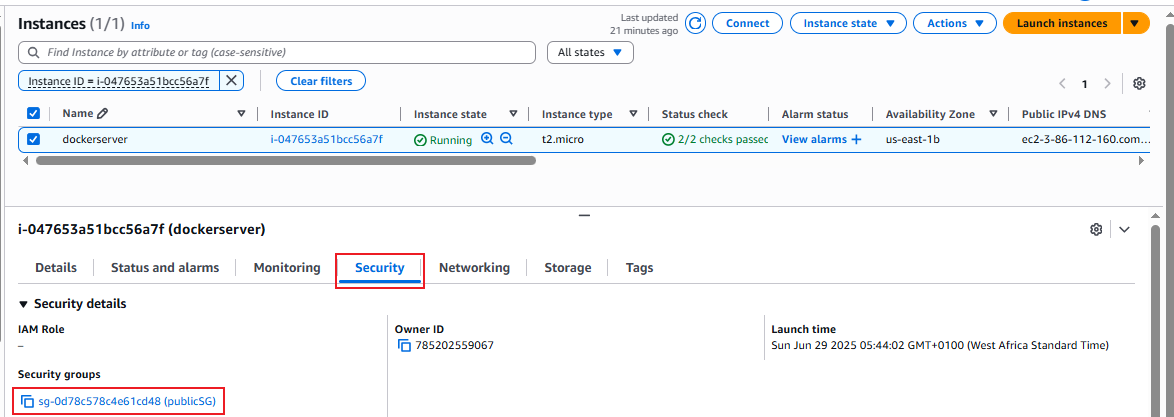 Instances (1/1) Info
Last updated
21 minutes ago
Connect
Instance state
Actions
Launch instances
Find Instance by attribute or tag (case-sensitive)
All states
Instance ID = i-047653a51bcc56a7f
Clear filters
1
Name Instance ID Instance state Instance type Status check Alarm status Availability Zone Public IPv4 DNS
dockerserver i-047653a51bcc56a7f Running t2.micro 2/2 checks passed View alarms + us-east-1b ec2-3-86-112-160.com...
i-047653a51bcc56a7f (dockerserver)
Details Status and alarms Monitoring Security Networking Storage Tags
Security details
IAM Role
–
Owner ID
785202559067
Launch time
Sun Jun 29 2025 05:44:02 GMT+0100 (West Africa Standard Time)
Security groups
sg-0d78c578c4e61cd48 (publicSG)